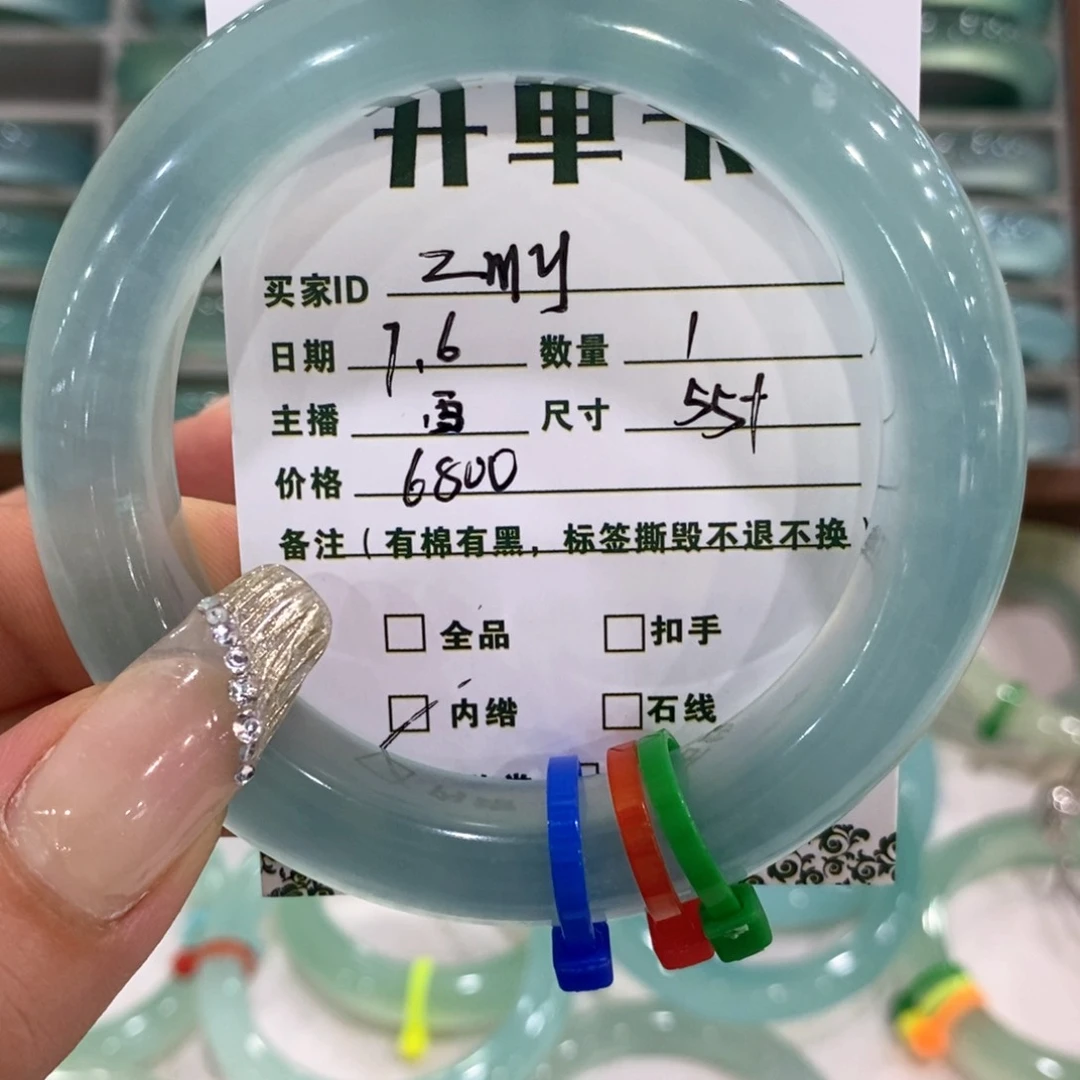 开单卡
买家ID zmy
日期 7.6 数量 1
主播 雪 尺寸 55+
价格 6800
备注（有棉有黑，标签撕毁不退不换）
□ 全品 □ 扣手
☑ 内绺 □ 石线